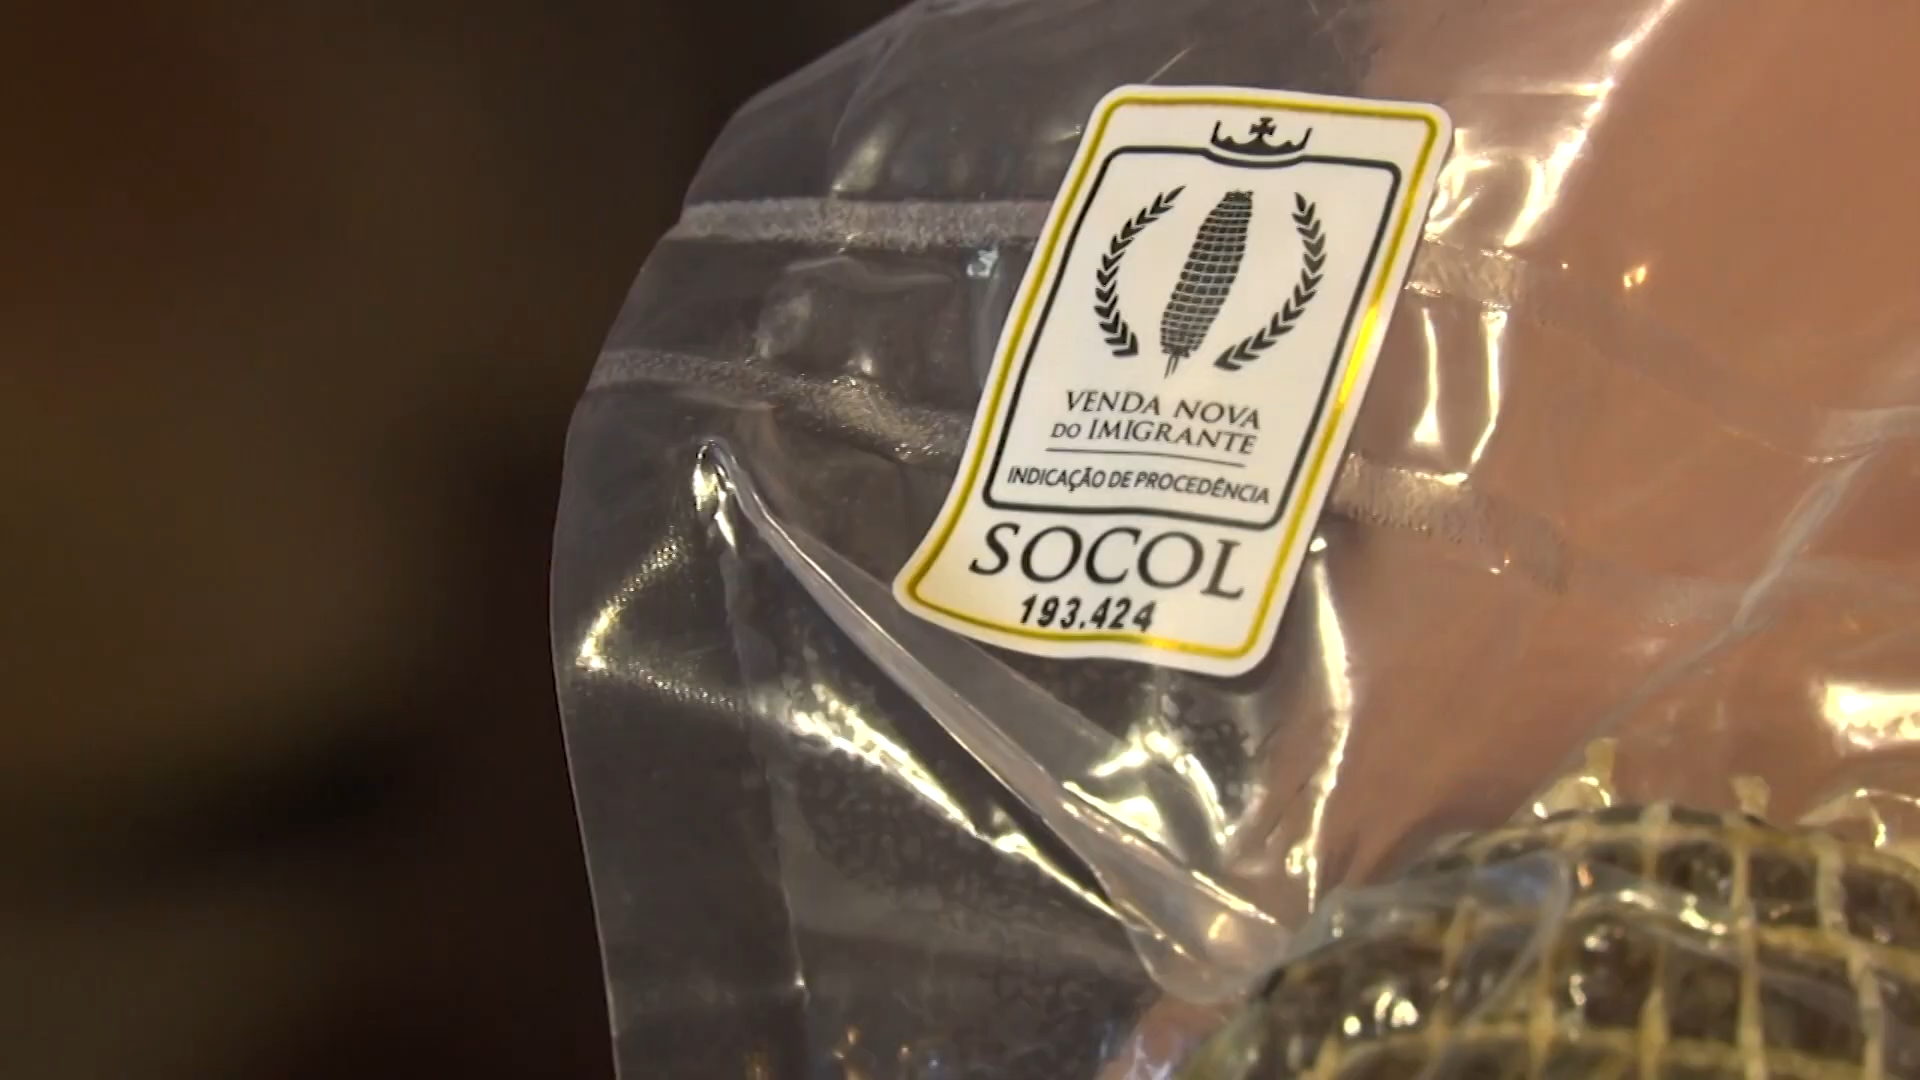 VENDA NOVA
DO IMIGRANTE
INDICAÇÃO DE PROCEDÊNCIA
SOCOL
193.424